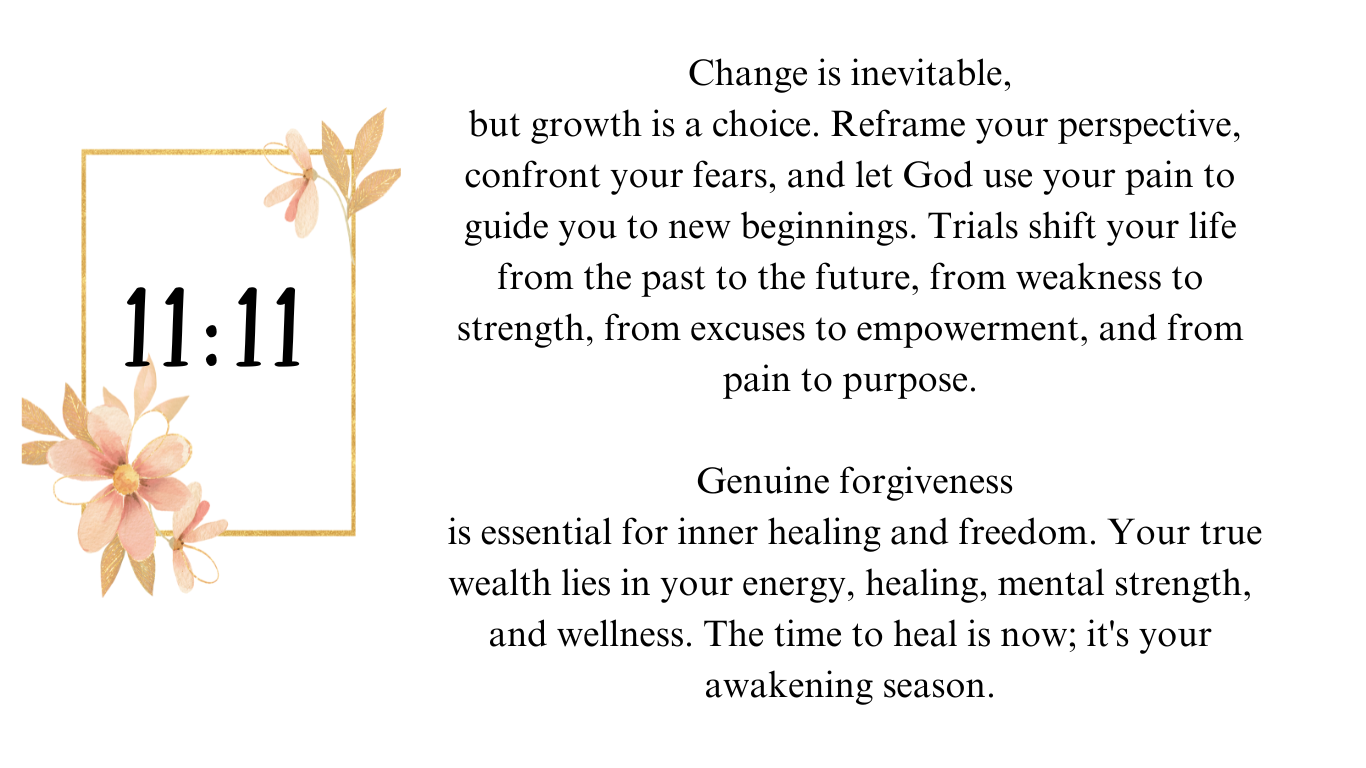 11:11
Change is inevitable,
but growth is a choice. Reframe your perspective,
confront your fears, and let God use your pain to
guide you to new beginnings. Trials shift your life
from the past to the future, from weakness to
strength, from excuses to empowerment, and from
pain to purpose.
Genuine forgiveness
is essential for inner healing and freedom. Your true
wealth lies in your energy, healing, mental strength,
and wellness. The time to heal is now; it's your
awakening season.